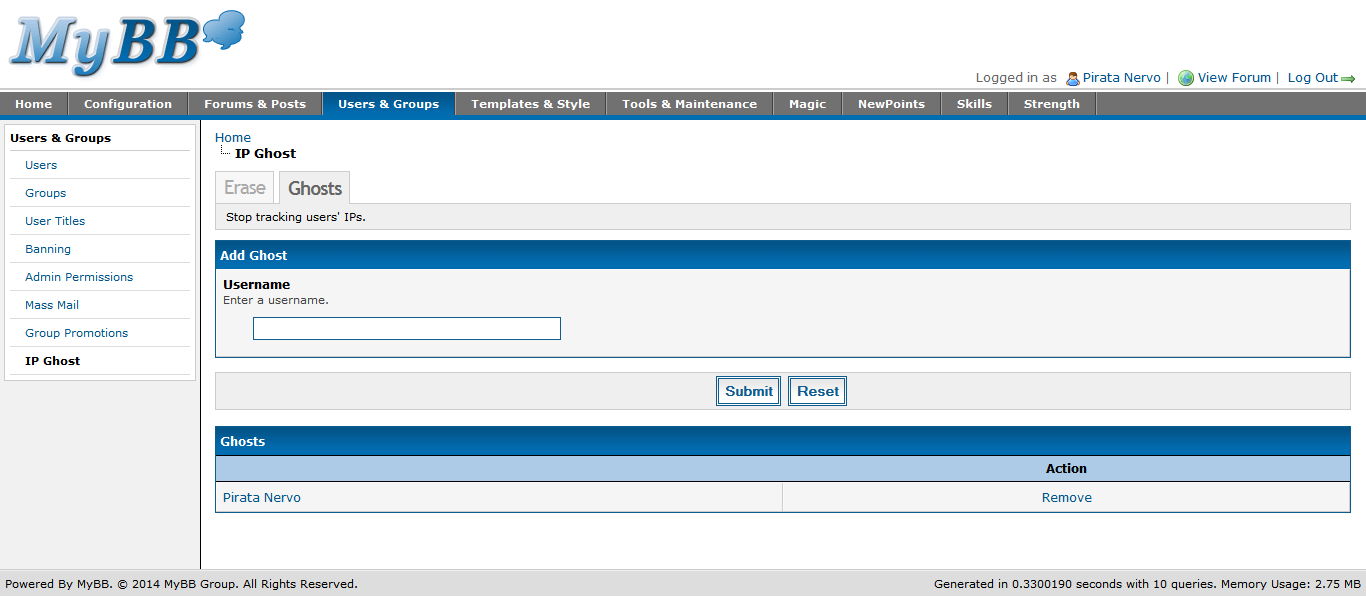 MyBB
Logged in as Pirata Nervo | View Forum | Log Out
Home Configuration Forums & Posts Users & Groups Templates & Style Tools & Maintenance Magic NewPoints Skills Strength
Users & Groups
Users
Groups
User Titles
Banning
Admin Permissions
Mass Mail
Group Promotions
IP Ghost
Home
IP Ghost
Erase Ghosts
Stop tracking users' IPs.
Add Ghost
Username
Enter a username.
Submit Reset
Ghosts
Action
Pirata Nervo Remove
Powered By MyBB. © 2014 MyBB Group. All Rights Reserved. Generated in 0.3300190 seconds with 10 queries. Memory Usage: 2.75 MB